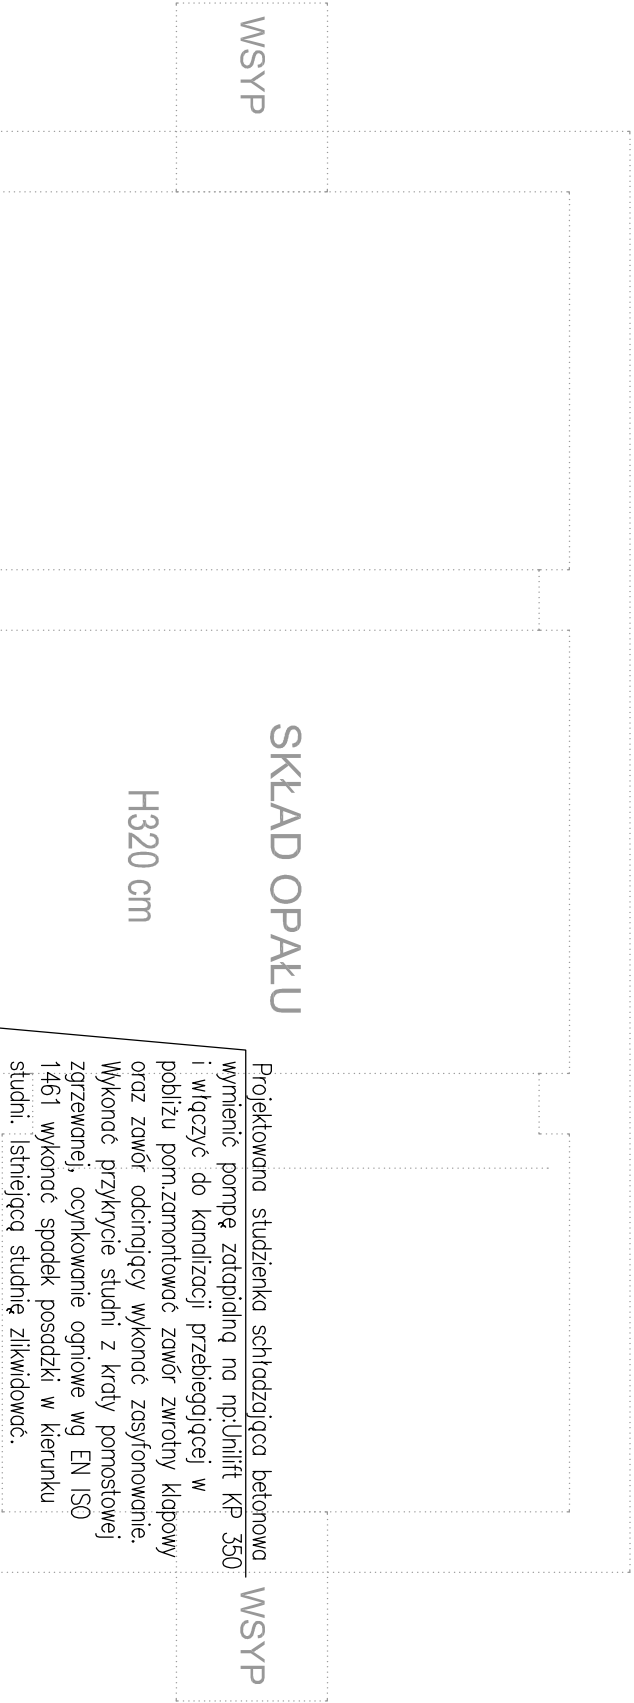 WSYP
SKŁAD OPAŁU
H320 cm
Projektowana studzienka schładzająca betonowa
wymienić pompę zatapialną na np:Unilift KP 350
i włączyć do kanalizacji przebiegającej w
pobliżu pom.zamontować zawór zwrotny klapowy
oraz zawór odcinający wykonać zasyfonowanie.
Wykonać przykrycie studni z kraty pomostowej
zgrzewanej, ocynkowanie ogniowe wg EN ISO
1461 wykonać spadek posadzki w kierunku
studni. Istniejącą studnię zlikwidować.
WSYP